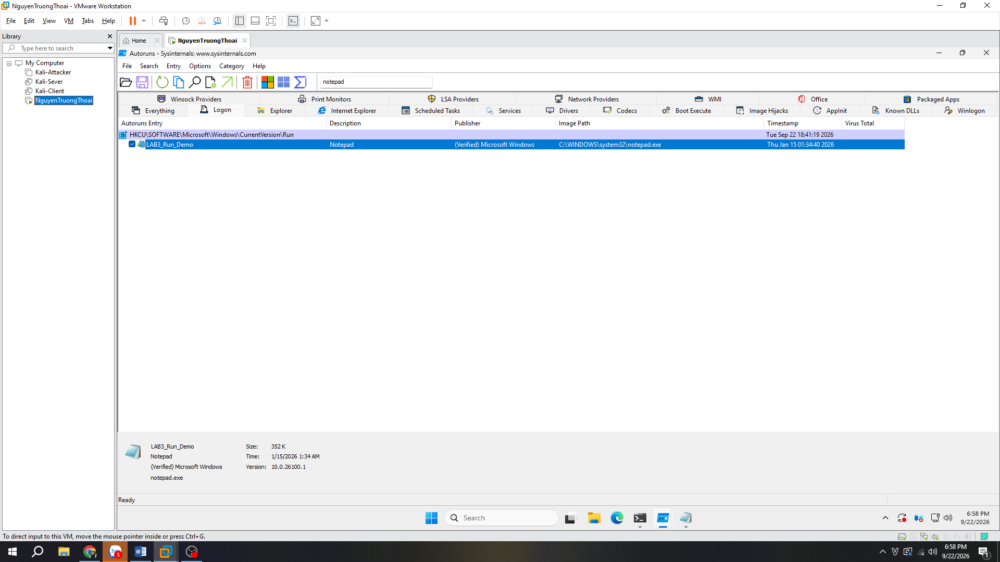 NguyenTruongThoai - VMware Workstation
File Edit View VM Tabs Help
Library
Type here to search
My Computer
Kali-Attacker
Kali-Sever
Kali-Client
NguyenTruongThoai
Home NguyenTruongThoai
Autoruns - Sysinternals: www.sysinternals.com
File Search Entry Options Category Help
notepad
Winsock Providers Print Monitors LSA Providers Network Providers WMI Office Packaged Apps
Everything Logon Explorer Internet Explorer Scheduled Tasks Services Drivers Codecs Boot Execute Image Hijacks AppInit Known DLLs Winlogon
Autoruns Entry Description Publisher Image Path Timestamp Virus Total
HKCU\SOFTWARE\Microsoft\Windows\CurrentVersion\Run Tue Sep 22 18:41:19 2026
LAB3_Run_Demo Notepad (Verified) Microsoft Windows C:\WINDOWS\system32\notepad.exe Thu Jan 15 01:34:40 2026
LAB3_Run_Demo Size: 352 K
Notepad Time: 1/15/2026 1:34 AM
(Verified) Microsoft Windows Version: 10.0.26100.1
notepad.exe
Ready
Search
6:58 PM
9/22/2026
To direct input to this VM, move the mouse pointer inside or press Ctrl+G.
5
6:58 PM
9/22/2026
1